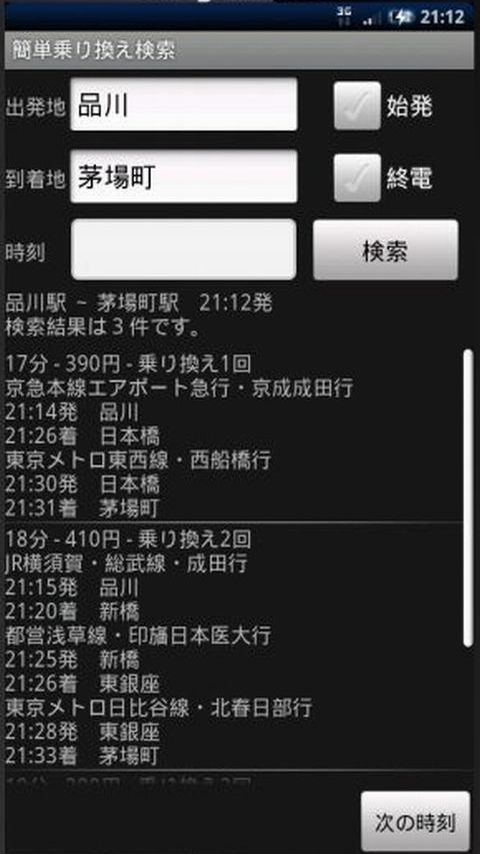 3G 21:12
簡単乗り換え検索
出発地 品川 始発
到着地 茅場町 終電
時刻 検索
品川駅 ~ 茅場町駅 21:12発
検索結果は3件です。
17分 - 390円 - 乗り換え1回
京急本線エアポート急行・京成成田行
21:14発 品川
21:26着 日本橋
東京メトロ東西線・西船橋行
21:30発 日本橋
21:31着 茅場町
18分 - 410円 - 乗り換え2回
JR横須賀・総武線・成田行
21:15発 品川
21:20着 新橋
都営浅草線・印旛日本医大行
21:25発 新橋
21:26着 東銀座
東京メトロ日比谷線・北春日部行
21:28発 東銀座
21:33着 茅場町
次の時刻